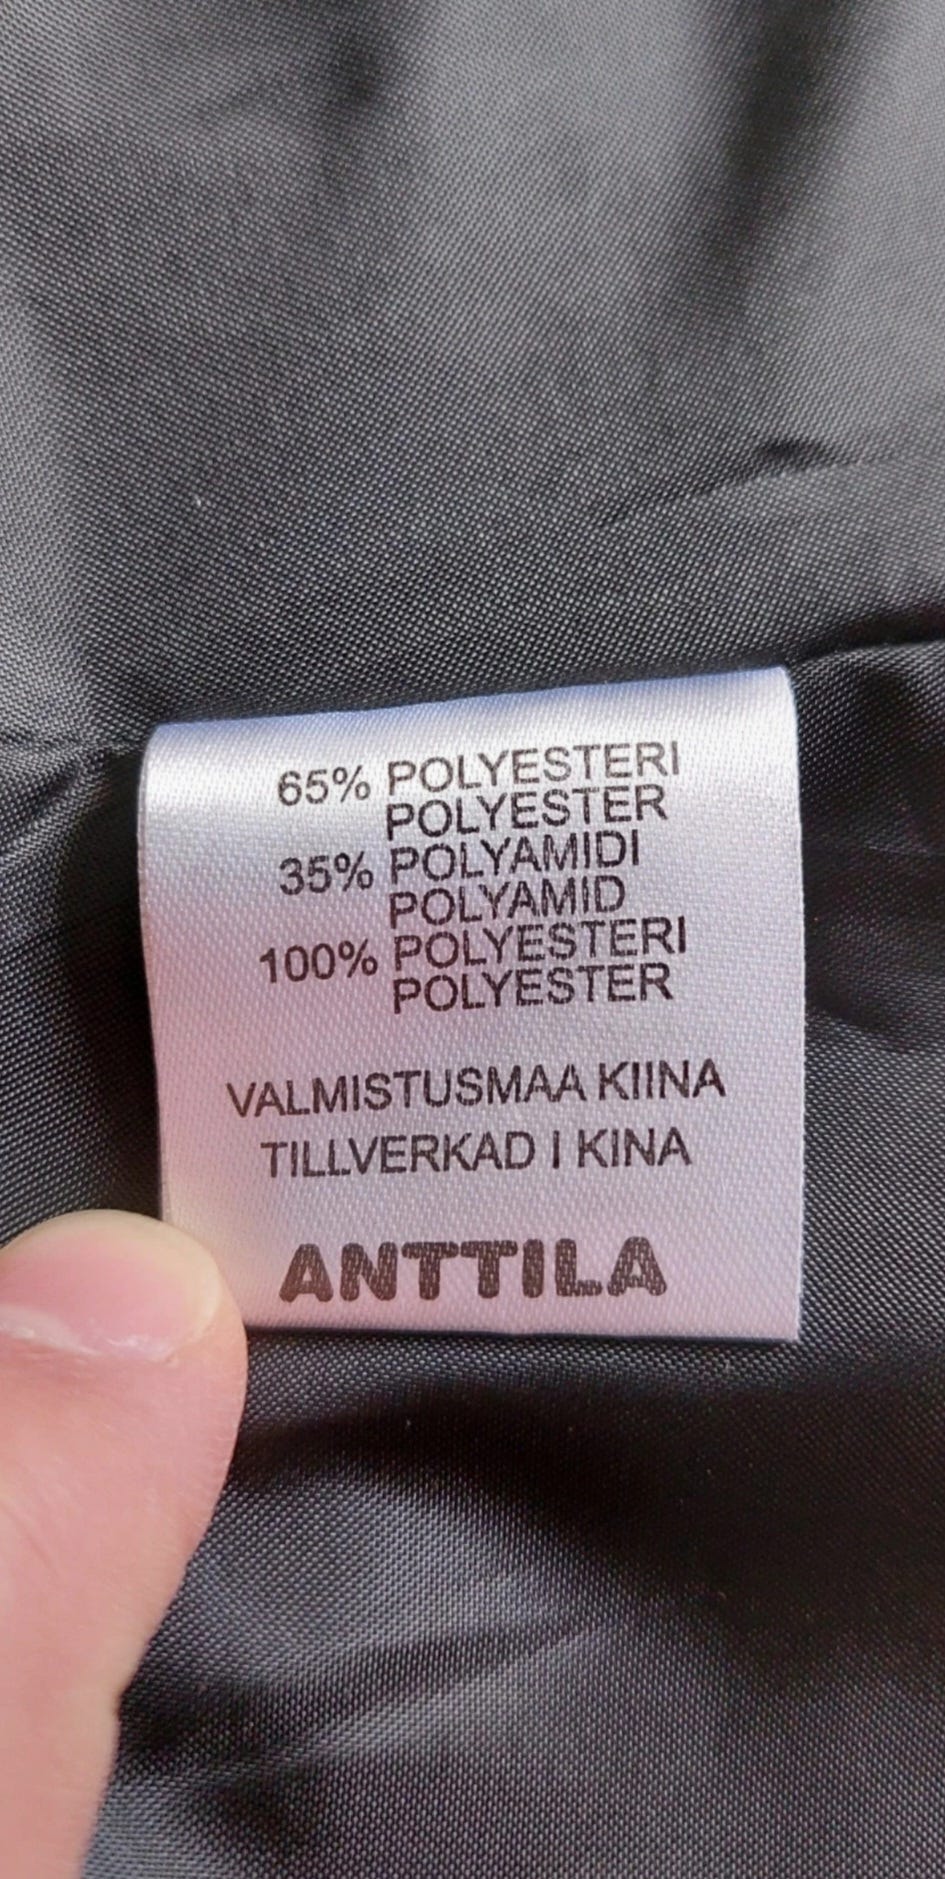 65% POLYESTERI
POLYESTER
35% POLYAMIDI
POLYAMID
100% POLYESTERI
POLYESTER
VALMISTUSMAA KIINA
TILLVERKAD I KINA
ANTTILA